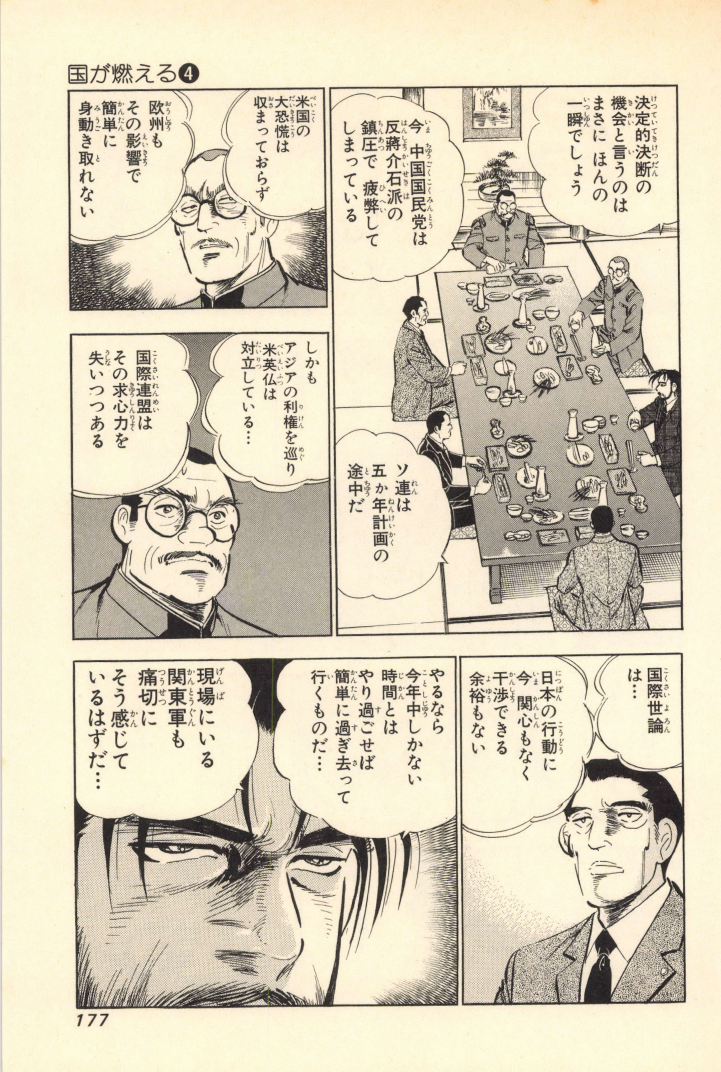 国が燃える❹
決定的決断の
機会と言うのは
まさに ほんの
一瞬でしょう
今 中国国民党は
反蔣介石派の
鎮圧で 疲弊して
しまっている
ソ連は
五か年計画の
途中だ
米国の
大恐慌は
収まっておらず
欧州も
その影響で
簡単に
身動き取れない
しかも
アジアの利権を巡り
米英仏は
対立している…
国際連盟は
その求心力を
失いつつある
国際世論
は…
日本の行動に
今 関心もなく
干渉できる
余裕もない
やるなら
今年中しかない
時間とは
やり過ごせば
簡単に過ぎ去って
行くものだ…
現場にいる
関東軍も
痛切に
そう感じて
いるはずだ…
177